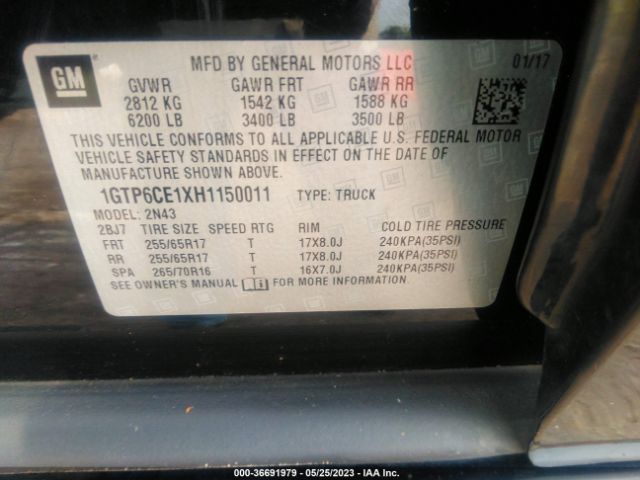 GM
MFD BY GENERAL MOTORS LLC 01/17
GVWR GAWR FRT GAWR RR
2812 KG 1542 KG 1588 KG
6200 LB 3400 LB 3500 LB
THIS VEHICLE CONFORMS TO ALL APPLICABLE U.S. FEDERAL MOTOR
VEHICLE SAFETY STANDARDS IN EFFECT ON THE DATE OF
MANUFACTURE SHOWN ABOVE.
1GTP6CE1XH1150011 TYPE: TRUCK
MODEL: 2N43
2BJ7 TIRE SIZE SPEED RTG RIM COLD TIRE PRESSURE
FRT 255/65R17 T 17X8.0J 240KPA(35PSI)
RR 255/65R17 T 17X8.0J 240KPA(35PSI)
SPA 265/70R16 T 16X7.0J 240KPA(35PSI)
SEE OWNER'S MANUAL FOR MORE INFORMATION
000-36691979 / 05/25/2023 - IAA Inc.